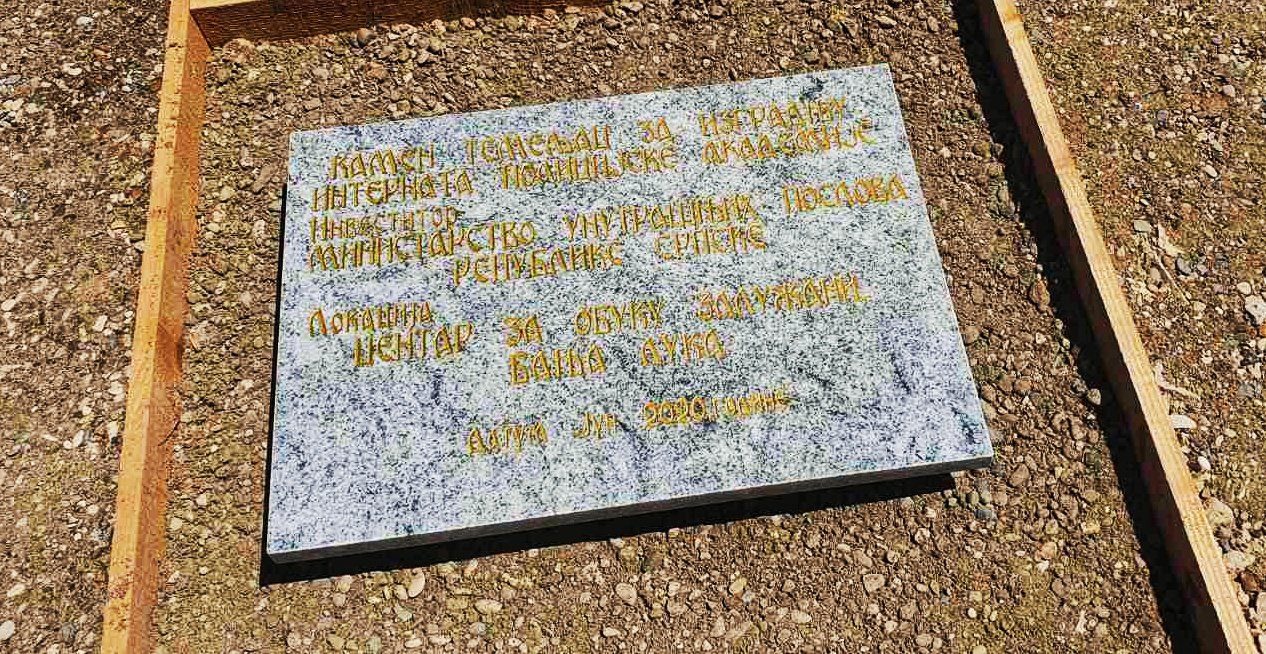 КАМЕН ТЕМЕЉАЦ ЗА ИЗГРАДЊУ
ИНТЕРНАТА ПОЛИЦИЈСКЕ АКАДЕМИЈЕ
ИНВЕСТИТОР
МИНИСТАРСТВО УНУТРАШЊИХ ПОСЛОВА
РЕПУБЛИКЕ СРПСКЕ
ЛОКАЦИЈА
ЦЕНТАР ЗА ОБУКУ ЗАЛУЖАНИ
БАЊА ЛУКА
ДАТУМ ЈУН 2020.ГОДИНЕ